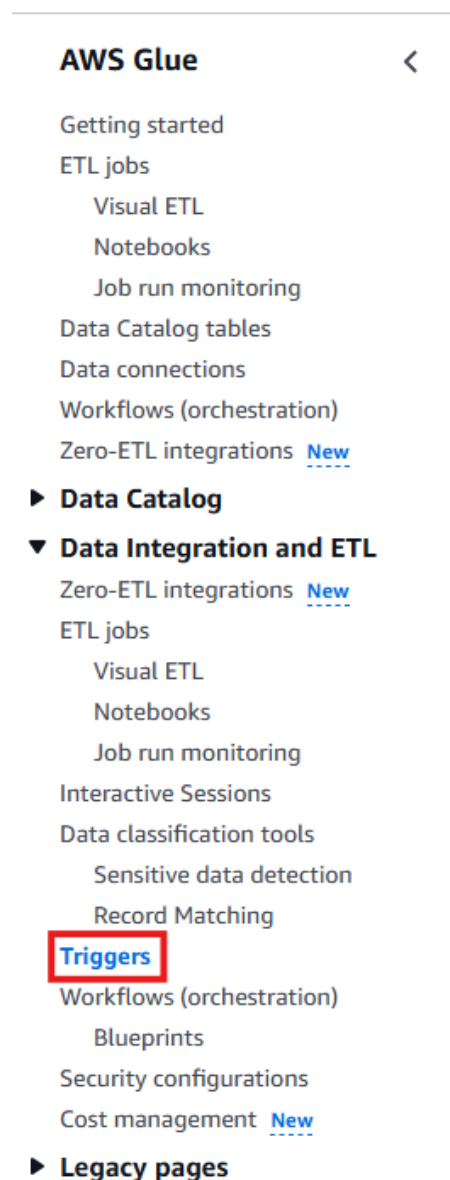 AWS Glue
Getting started
ETL jobs
Visual ETL
Notebooks
Job run monitoring
Data Catalog tables
Data connections
Workflows (orchestration)
Zero-ETL integrations New
Data Catalog
Data Integration and ETL
Zero-ETL integrations New
ETL jobs
Visual ETL
Notebooks
Job run monitoring
Interactive Sessions
Data classification tools
Sensitive data detection
Record Matching
Triggers
Workflows (orchestration)
Blueprints
Security configurations
Cost management New
Legacy pages